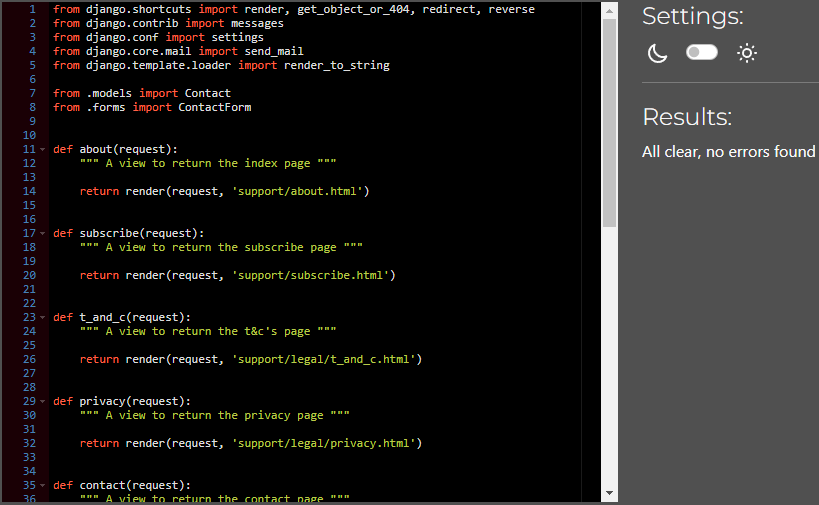 1 from django.shortcuts import render, get_object_or_404, redirect, reverse
2 from django.contrib import messages
3 from django.conf import settings
4 from django.core.mail import send_mail
5 from django.template.loader import render_to_string
6
7 from .models import Contact
8 from .forms import ContactForm
9
10
11 def about(request):
12     """ A view to return the index page """
13
14     return render(request, 'support/about.html')
15
16
17 def subscribe(request):
18     """ A view to return the subscribe page """
19
20     return render(request, 'support/subscribe.html')
21
22
23 def t_and_c(request):
24     """ A view to return the t&c's page """
25
26     return render(request, 'support/legal/t_and_c.html')
27
28
29 def privacy(request):
30     """ A view to return the privacy page """
31
32     return render(request, 'support/legal/privacy.html')
33
34
35 def contact(request):
36     """ A view to return the contact page """
Settings:
Results:
All clear, no errors found